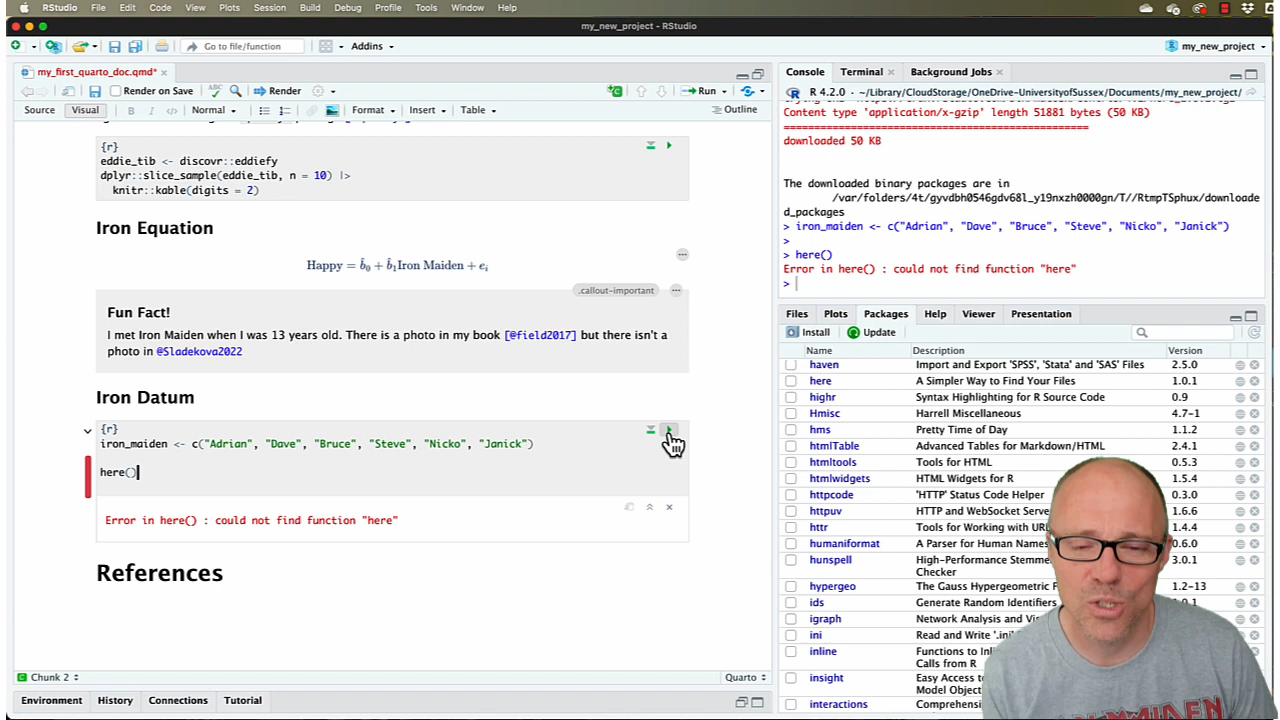 RStudio File Edit Code View Plots Session Build Debug Profile Tools Window Help
my_new_project - RStudio
Go to file/function Addins my_new_project
my_first_quarto_doc.qmd*
Render on Save Render Run
Source Visual B I Normal Format Insert Table Outline
{r}
eddie_tib <- discovr::eddiefy
dplyr::slice_sample(eddie_tib, n = 10) |>
knitr::kable(digits = 2)
Iron Equation
Happy = b̂0 + b̂1Iron Maiden + ei
.callout-important
Fun Fact!
I met Iron Maiden when I was 13 years old. There is a photo in my book [@field2017] but there isn't a
photo in @Sladekova2022
Iron Datum
{r}
iron_maiden <- c("Adrian", "Dave", "Bruce", "Steve", "Nicko", "Janick")
here()
Error in here() : could not find function "here"
References
Chunk 2 Quarto
Environment History Connections Tutorial
Console Terminal Background Jobs
R 4.2.0 · ~/Library/CloudStorage/OneDrive-UniversityofSussex/Documents/my_new_project/
Content type 'application/x-gzip' length 51881 bytes (50 KB)
==================================================
downloaded 50 KB
The downloaded binary packages are in
/var/folders/4t/gyvdbh0546gdv68l_y19nxzh0000gn/T//RtmpTSphux/downloade
d_packages
> iron_maiden <- c("Adrian", "Dave", "Bruce", "Steve", "Nicko", "Janick")
>
> here()
Error in here() : could not find function "here"
>
Files Plots Packages Help Viewer Presentation
Install Update
Name Description Version
haven Import and Export 'SPSS', 'Stata' and 'SAS' Files 2.5.0
here A Simpler Way to Find Your Files 1.0.1
highr Syntax Highlighting for R Source Code 0.9
Hmisc Harrell Miscellaneous 4.7-1
hms Pretty Time of Day 1.1.2
htmlTable Advanced Tables for Markdown/HTML 2.4.1
htmltools Tools for HTML 0.5.3
htmlwidgets HTML Widgets for R 1.5.4
httpcode 'HTTP' Status Code Helper 0.3.0
httpuv HTTP and WebSocket Serve 1.6.6
httr Tools for Working with URL 1.4.4
humaniformat A Parser for Human Names 0.6.0
hunspell High-Performance Stemme 3.0.1
Checker
hypergeo The Gauss Hypergeometric F 1.2-13
ids Generate Random Identifiers 1.0.1
igraph Network Analysis and Vis
ini Read and Write '.ini'
inline Functions to Inli
Calls from R
insight Easy Access to
Model Objec
interactions Comprehens